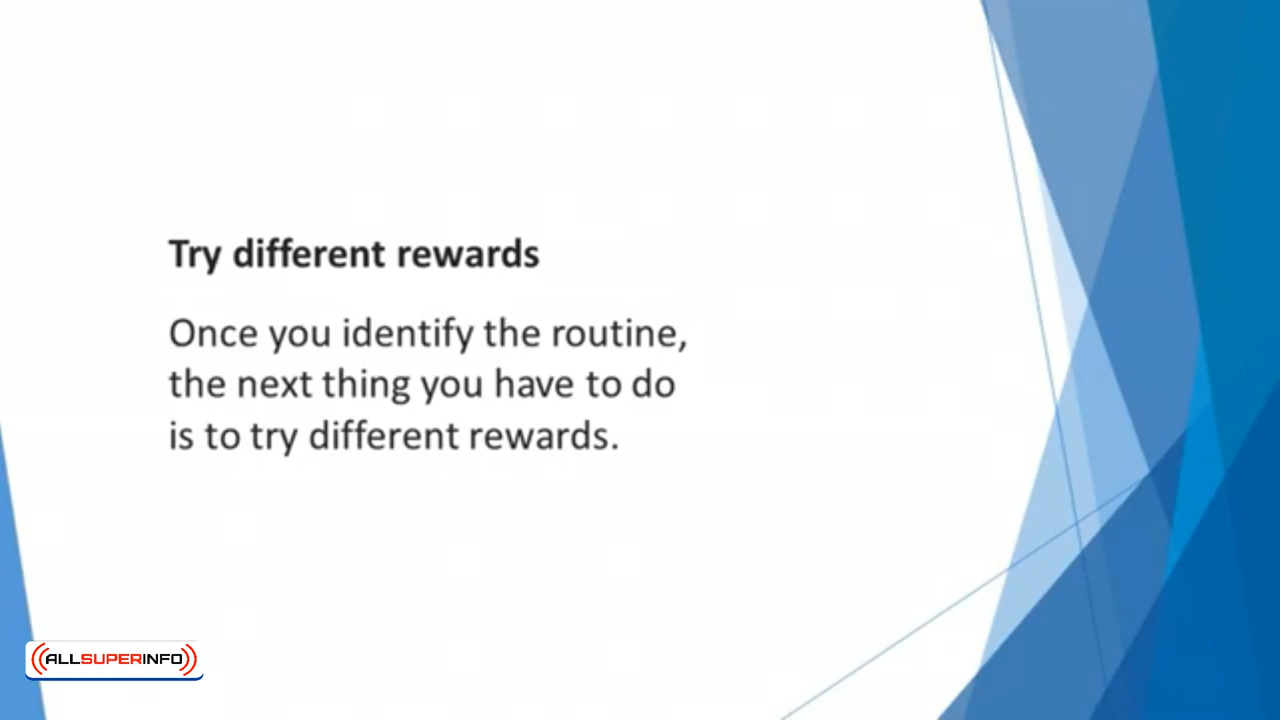 Try different rewards
Once you identify the routine,
the next thing you have to do
is to try different rewards.
ALLSUPERINFO